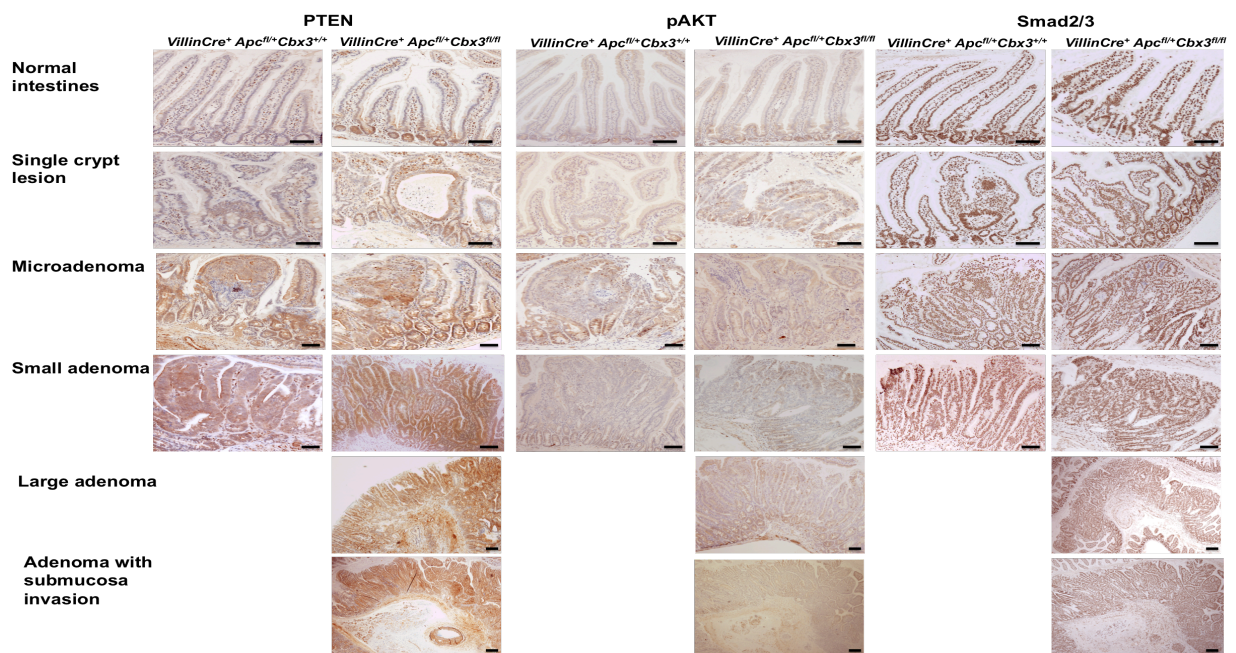 PTEN pAKT Smad2/3
VillinCre+ Apcfl/+Cbx3+/+ VillinCre+ Apcfl/+Cbx3fl/fl VillinCre+ Apcfl/+Cbx3+/+ VillinCre+ Apcfl/+Cbx3fl/fl VillinCre+ Apcfl/+Cbx3+/+ VillinCre+ Apcfl/+Cbx3fl/fl
Normal
intestines
Single crypt
lesion
Microadenoma
Small adenoma
Large adenoma
Adenoma with
submucosa
invasion